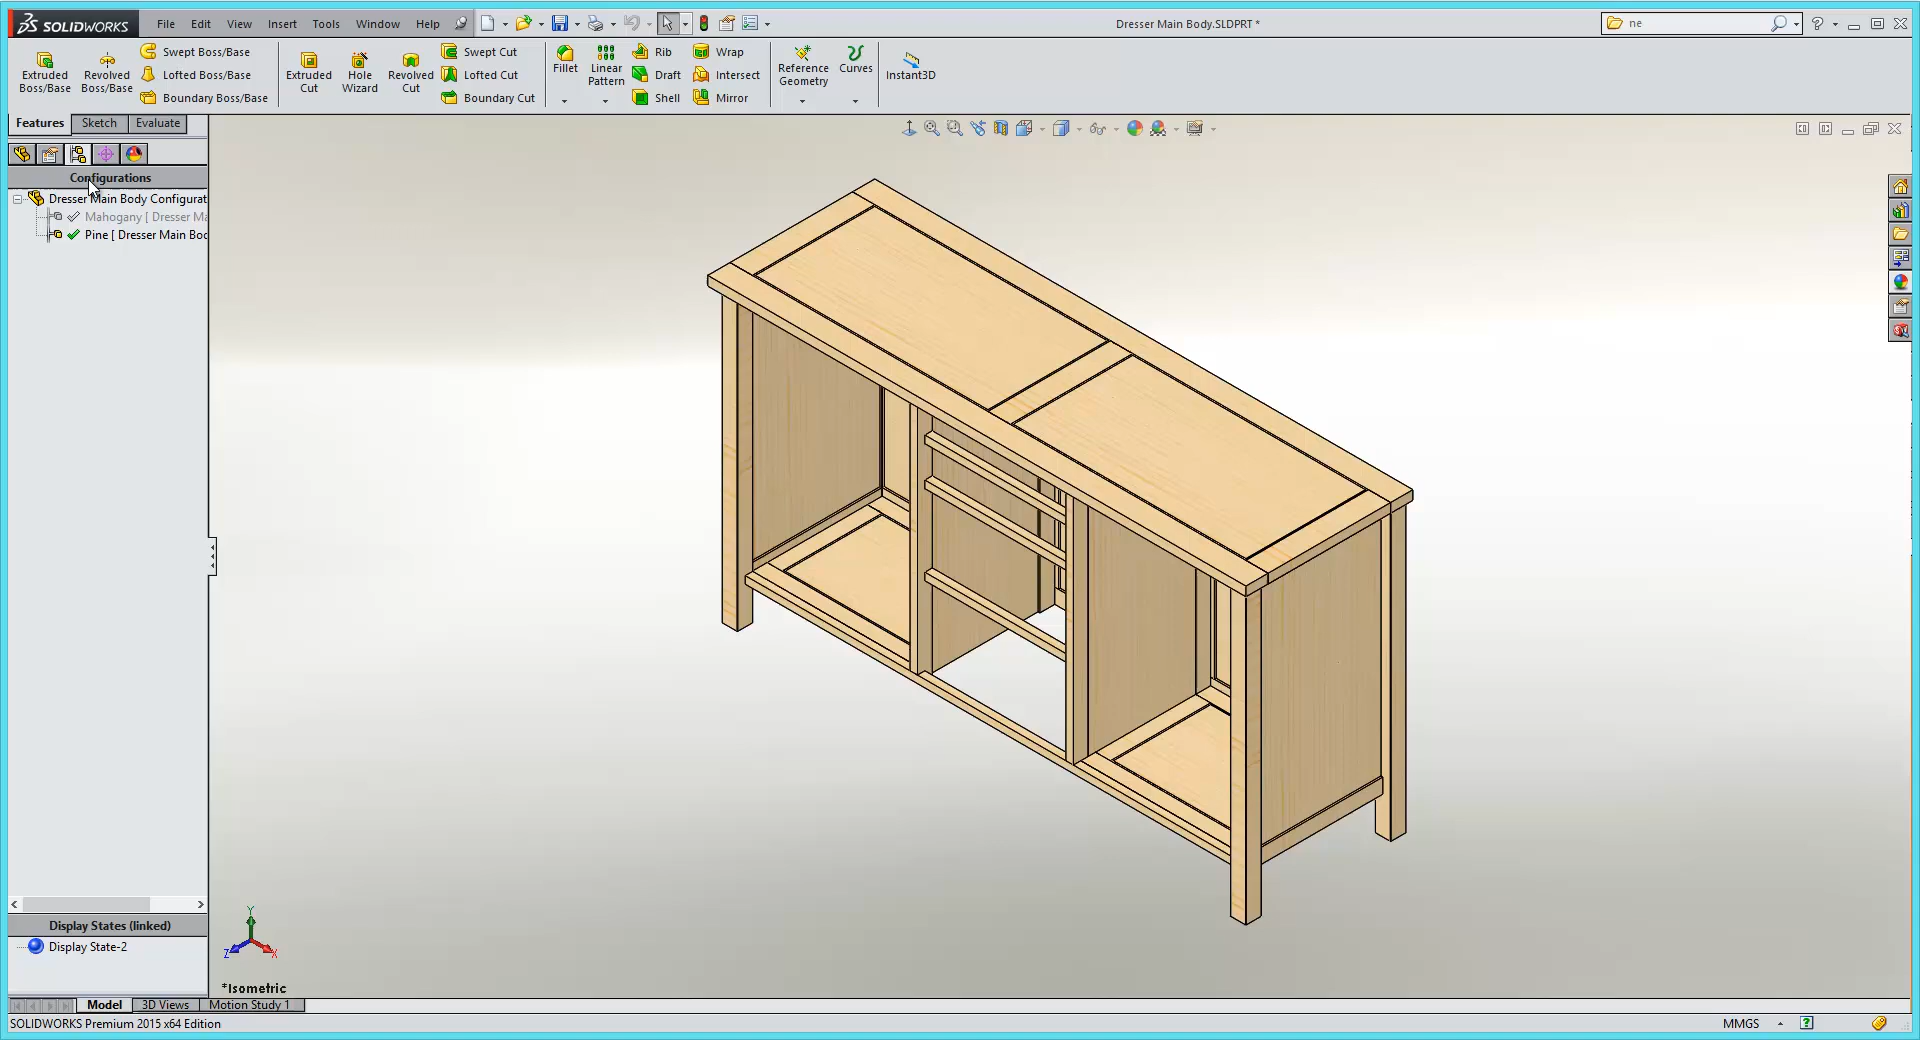 SOLIDWORKS File Edit View Insert Tools Window Help Dresser Main Body.SLDPRT * ne
Extruded Boss/Base
Revolved Boss/Base
Swept Boss/Base
Lofted Boss/Base
Boundary Boss/Base
Extruded Cut
Hole Wizard
Revolved Cut
Swept Cut
Lofted Cut
Boundary Cut
Fillet
Linear Pattern
Rib
Draft
Shell
Wrap
Intersect
Mirror
Reference Geometry
Curves
Instant3D
Features Sketch Evaluate
Configurations
Dresser Main Body Configurat
Mahogany [ Dresser Ma
Pine [ Dresser Main Bod
Display States (linked)
Display State-2
Y
Z X
*Isometric
Model 3D Views Motion Study 1
SOLIDWORKS Premium 2015 x64 Edition MMGS